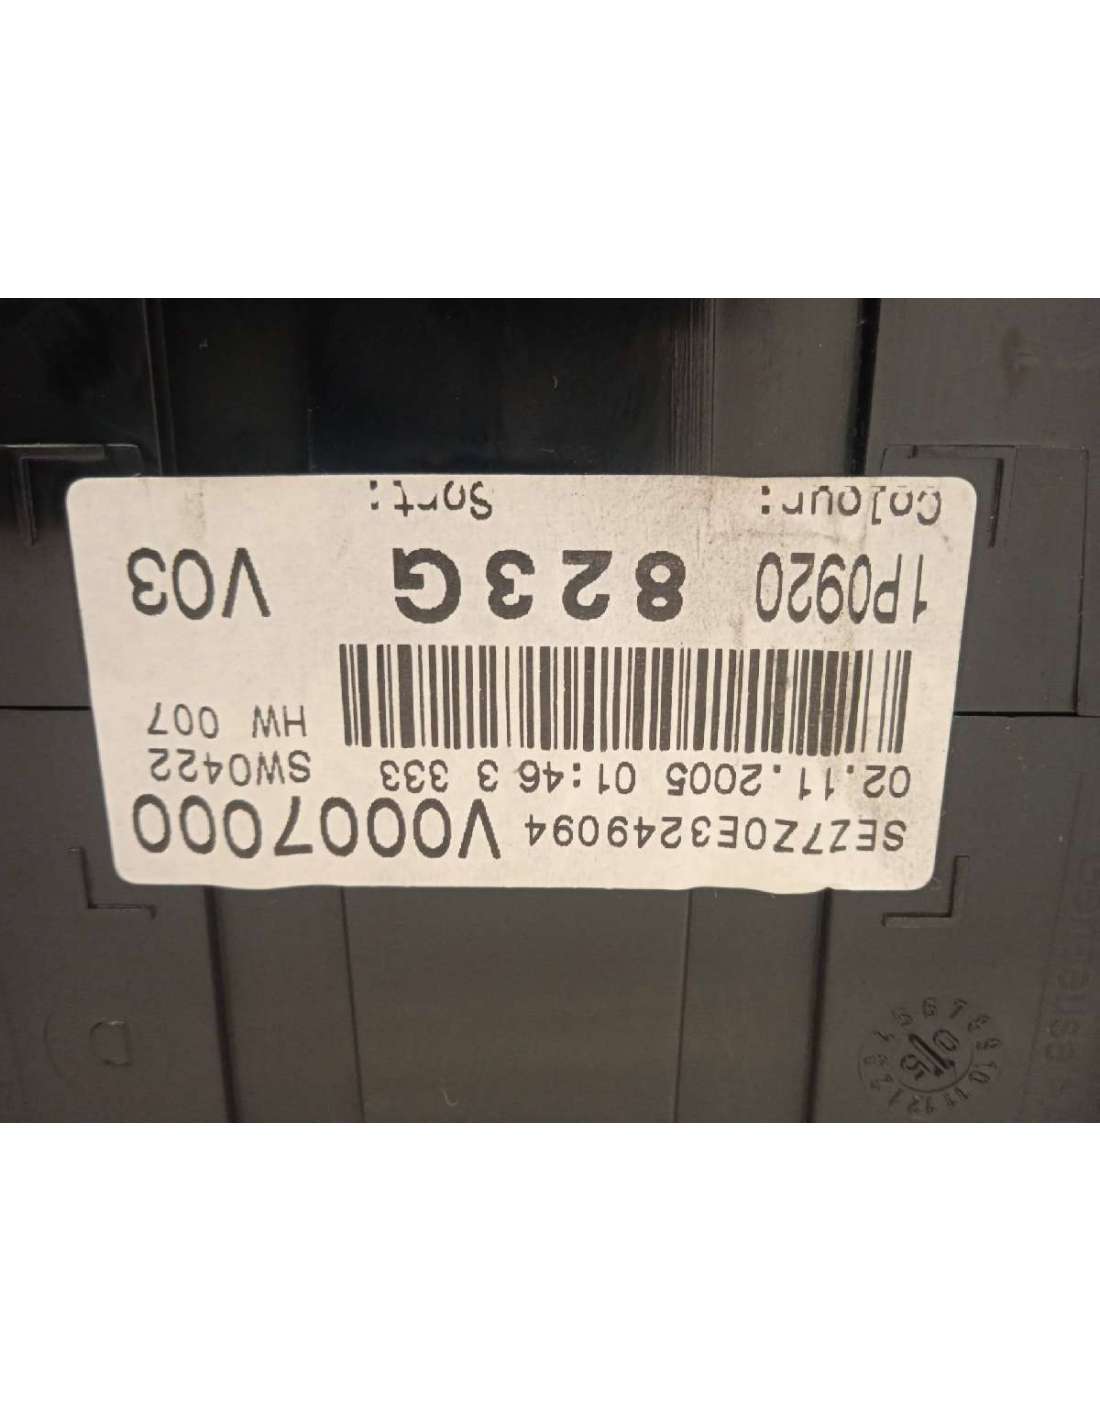 SEZ7Z0E3249094 V0007000
02.11.2005 01:46 3 333 SW0422
HW 007
1P0920 823G V03
Colour: Sort: